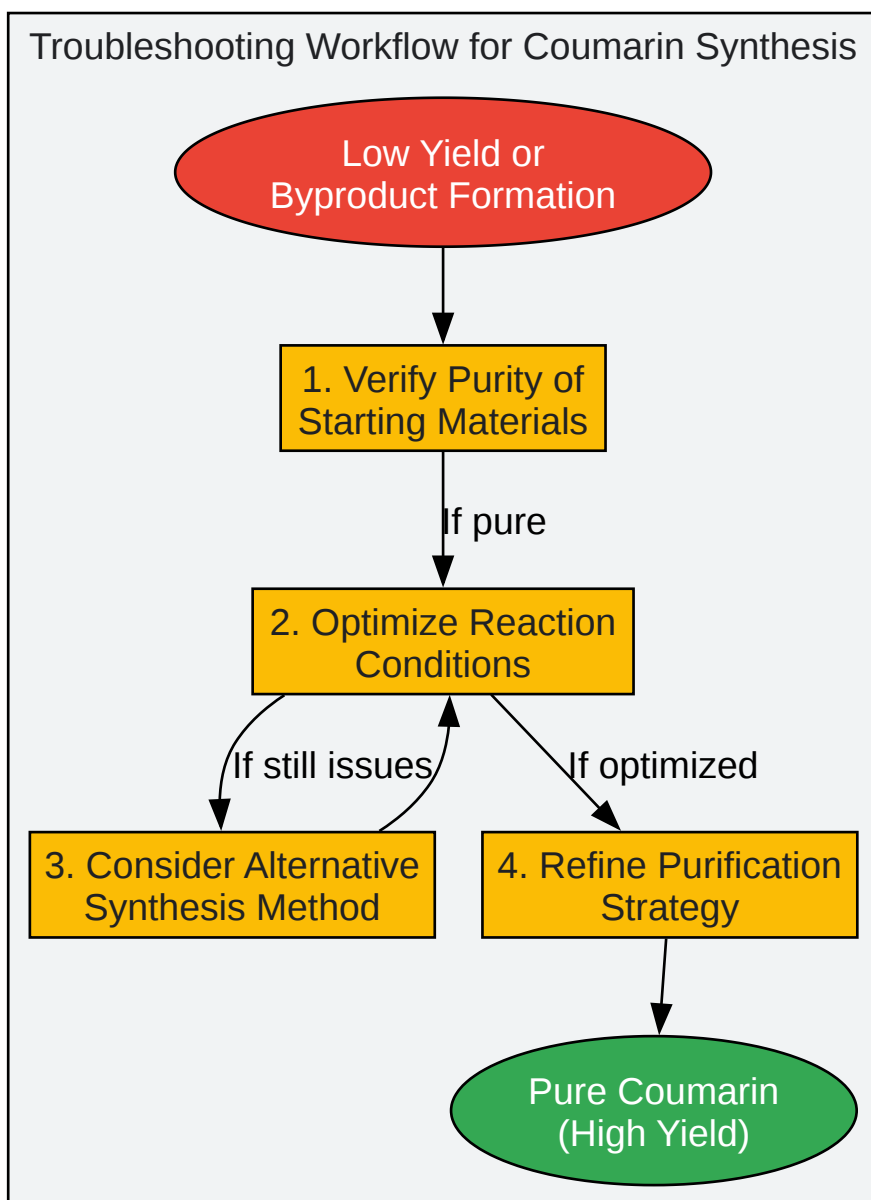 Troubleshooting Workflow for Coumarin Synthesis
Low Yield or
Byproduct Formation
1. Verify Purity of
Starting Materials
If pure
2. Optimize Reaction
Conditions
If still issues
If optimized
3. Consider Alternative
Synthesis Method
4. Refine Purification
Strategy
Pure Coumarin
(High Yield)